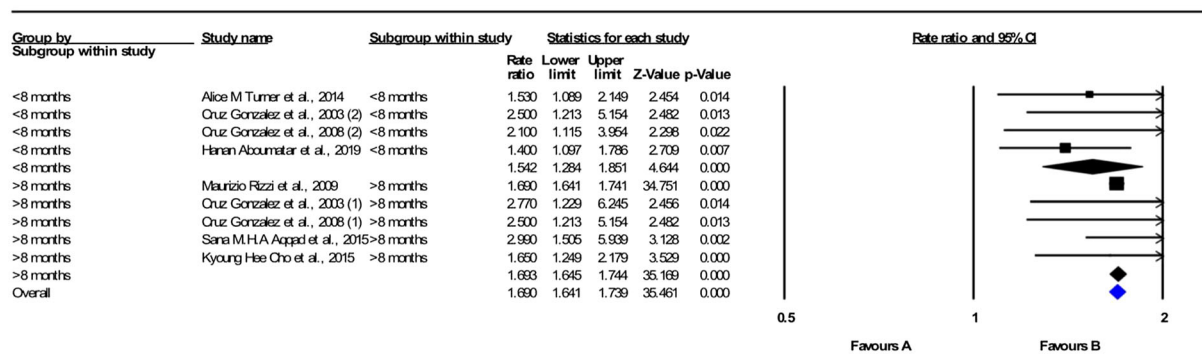 Group by Study name Subgroup within study Statistics for each study Rate ratio and 95% CI
Subgroup within study
Rate Lower Upper
ratio limit limit Z-Value p-Value
<8 months Alice M Turner et al., 2014 <8 months 1.530 1.089 2.149 2.454 0.014
<8 months Cruz Gonzalez et al., 2003 (2) <8 months 2.500 1.213 5.154 2.482 0.013
<8 months Cruz Gonzalez et al., 2008 (2) <8 months 2.100 1.115 3.954 2.298 0.022
<8 months Hanan Aboumatar et al., 2019 <8 months 1.400 1.097 1.786 2.709 0.007
<8 months 1.542 1.284 1.851 4.644 0.000
>8 months Maurizio Rizzi et al., 2009 >8 months 1.690 1.641 1.741 34.751 0.000
>8 months Cruz Gonzalez et al., 2003 (1) >8 months 2.770 1.229 6.245 2.456 0.014
>8 months Cruz Gonzalez et al., 2008 (1) >8 months 2.500 1.213 5.154 2.482 0.013
>8 months Sana M.H.A Aqqad et al., 2015 >8 months 2.990 1.505 5.939 3.128 0.002
>8 months Kyoung Hee Cho et al., 2015 >8 months 1.650 1.249 2.179 3.529 0.000
>8 months 1.693 1.645 1.744 35.169 0.000
Overall 1.690 1.641 1.739 35.461 0.000
0.5 1 2
Favours A Favours B